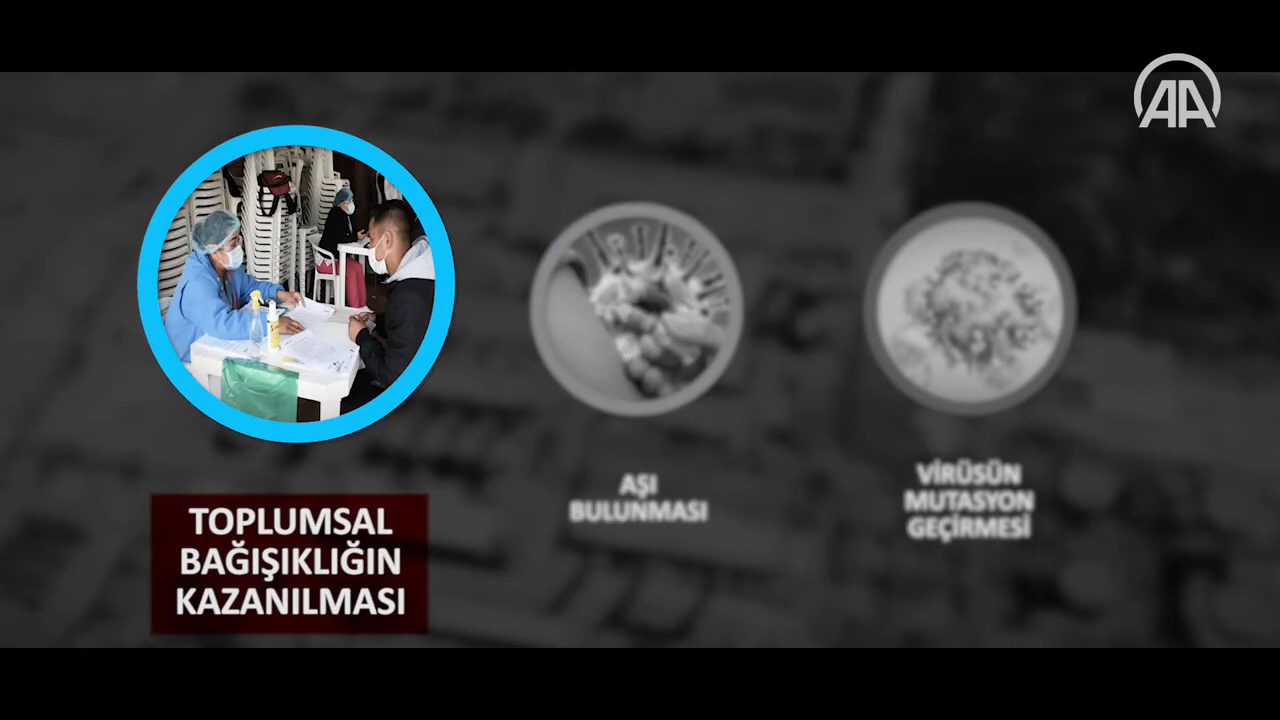 AA
TOPLUMSAL
BAĞIŞIKLIĞIN
KAZANILMASI
AŞI
BULUNMASI
VİRÜSÜN
MUTASYON
GEÇİRMESİ